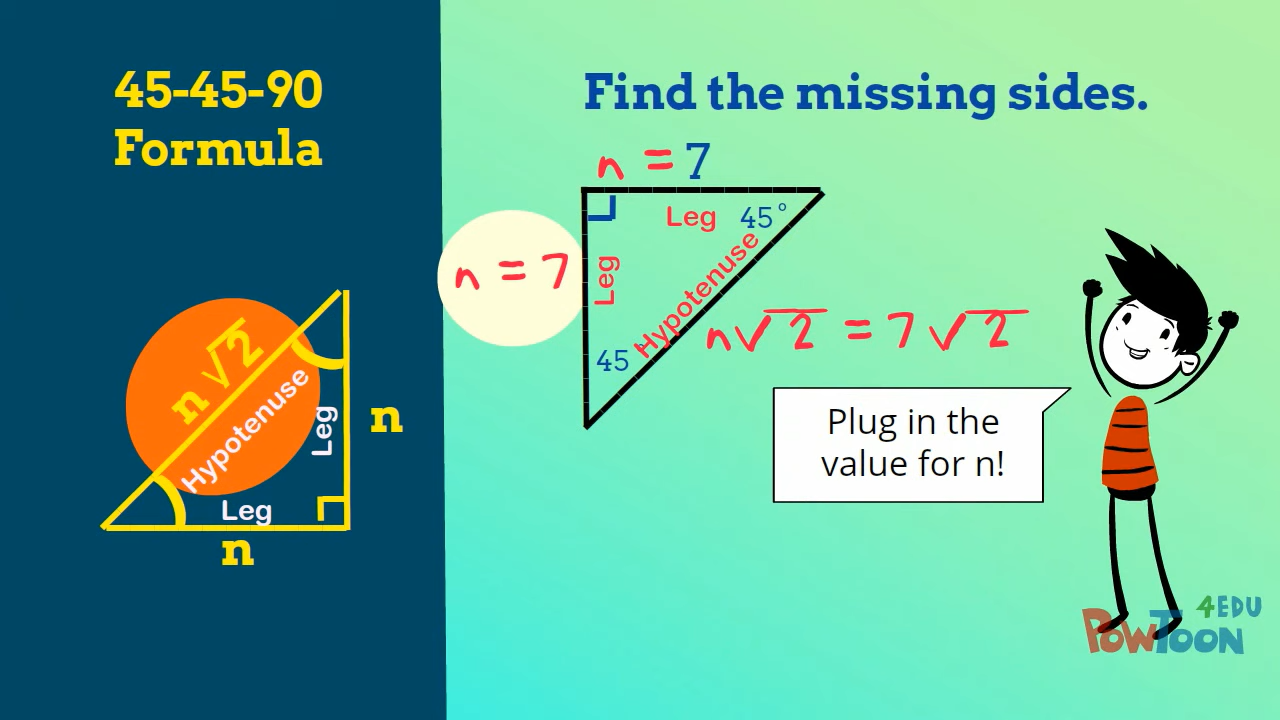 45-45-90
Formula
n √2
Hypotenuse
Leg
n
Leg
n
Find the missing sides.
n = 7
Leg
45°
n = 7
Leg
Hypotenuse
45
n√2 = 7√2
Plug in the
value for n!
4EDU
POWTOON